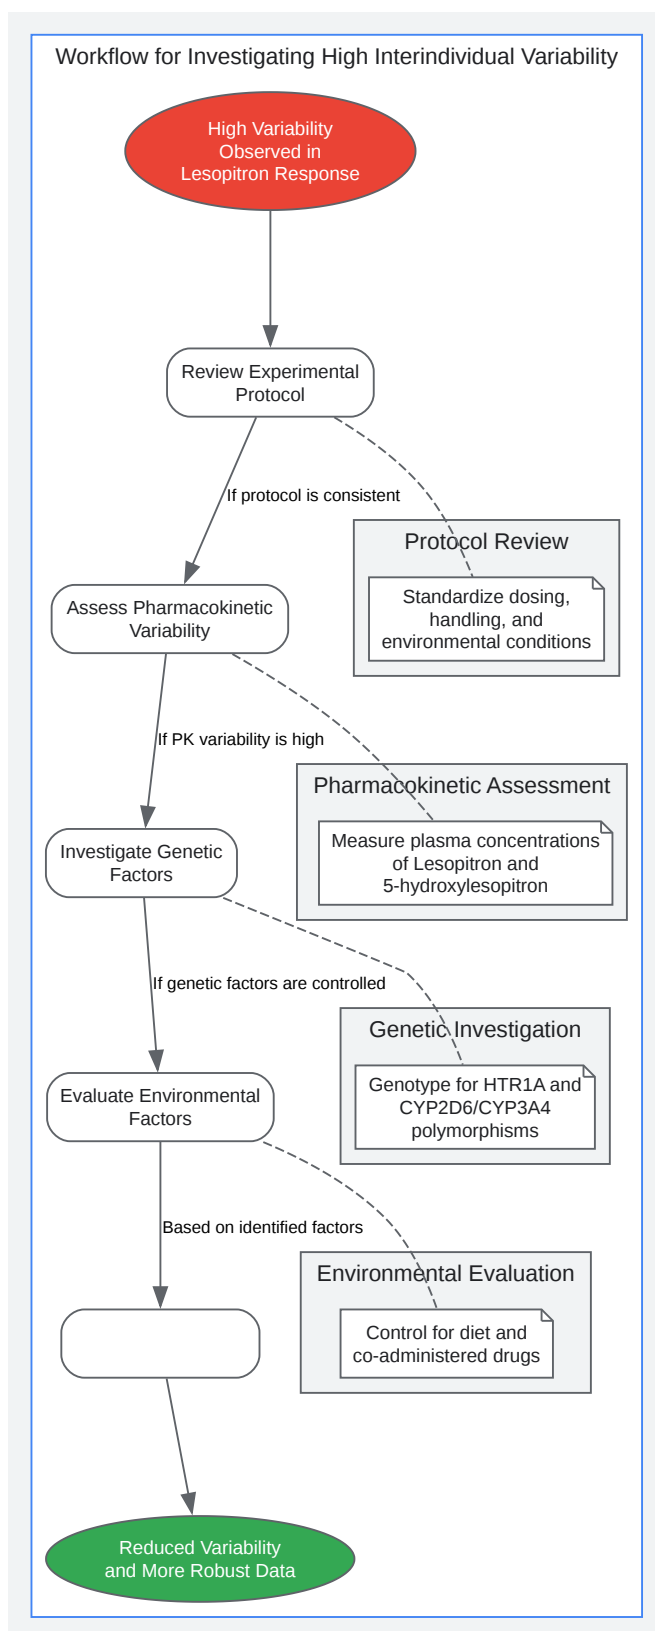 Workflow for Investigating High Interindividual Variability
High Variability
Observed in
Lesopitron Response
Review Experimental
Protocol
If protocol is consistent
Protocol Review
Standardize dosing,
handling, and
environmental conditions
Assess Pharmacokinetic
Variability
If PK variability is high
Pharmacokinetic Assessment
Measure plasma concentrations
of Lesopitron and
5-hydroxylesopitron
Investigate Genetic
Factors
If genetic factors are controlled
Genetic Investigation
Genotype for HTR1A and
CYP2D6/CYP3A4
polymorphisms
Evaluate Environmental
Factors
Based on identified factors
Environmental Evaluation
Control for diet and
co-administered drugs
Reduced Variability
and More Robust Data